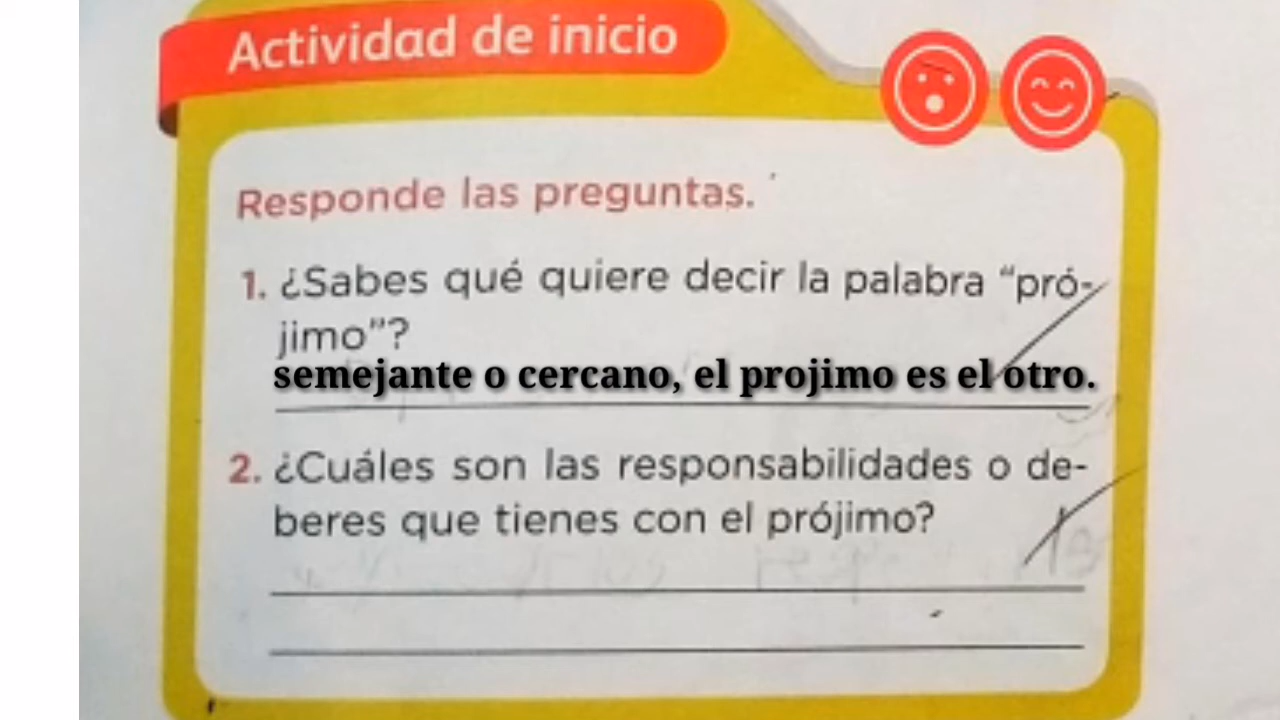 Actividad de inicio
Responde las preguntas.
1. ¿Sabes qué quiere decir la palabra “pró-
jimo”?
semejante o cercano, el projimo es el otro.
2. ¿Cuáles son las responsabilidades o de-
beres que tienes con el prójimo?